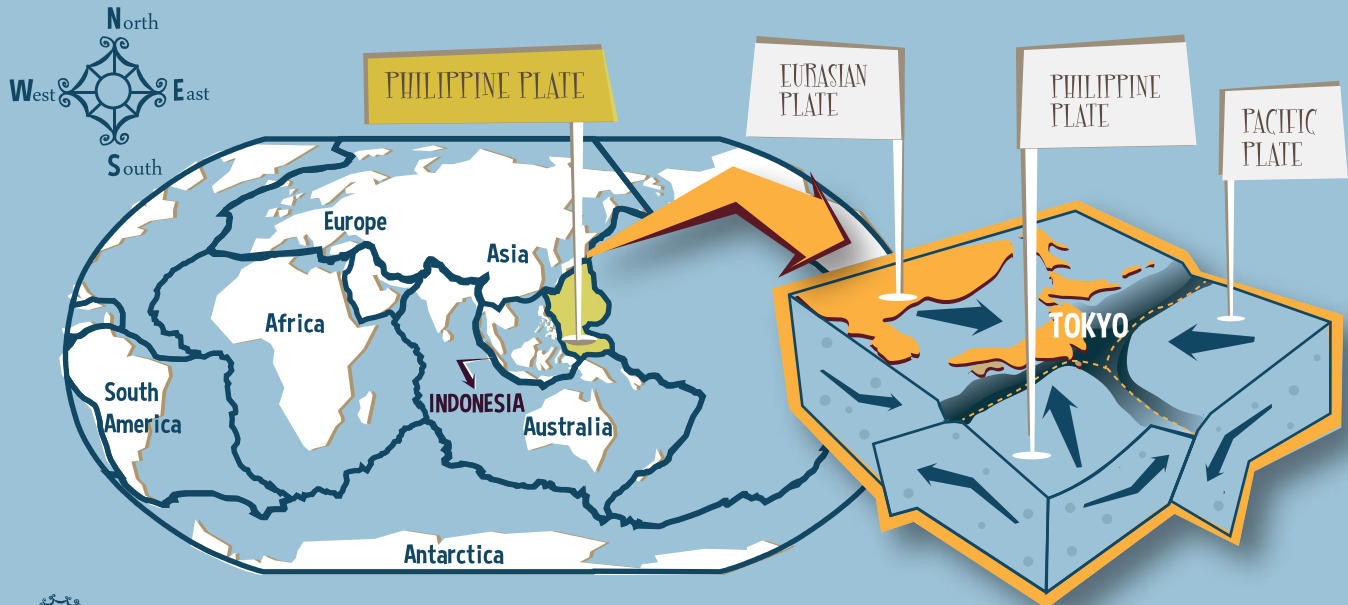 North
West
East
South
PHILIPPINE PLATE
EURASIAN
PLATE
PHILIPPINE
PLATE
PACIFIC
PLATE
Europe
Asia
Africa
South
America
INDONESIA
Australia
Antarctica
TOKYO